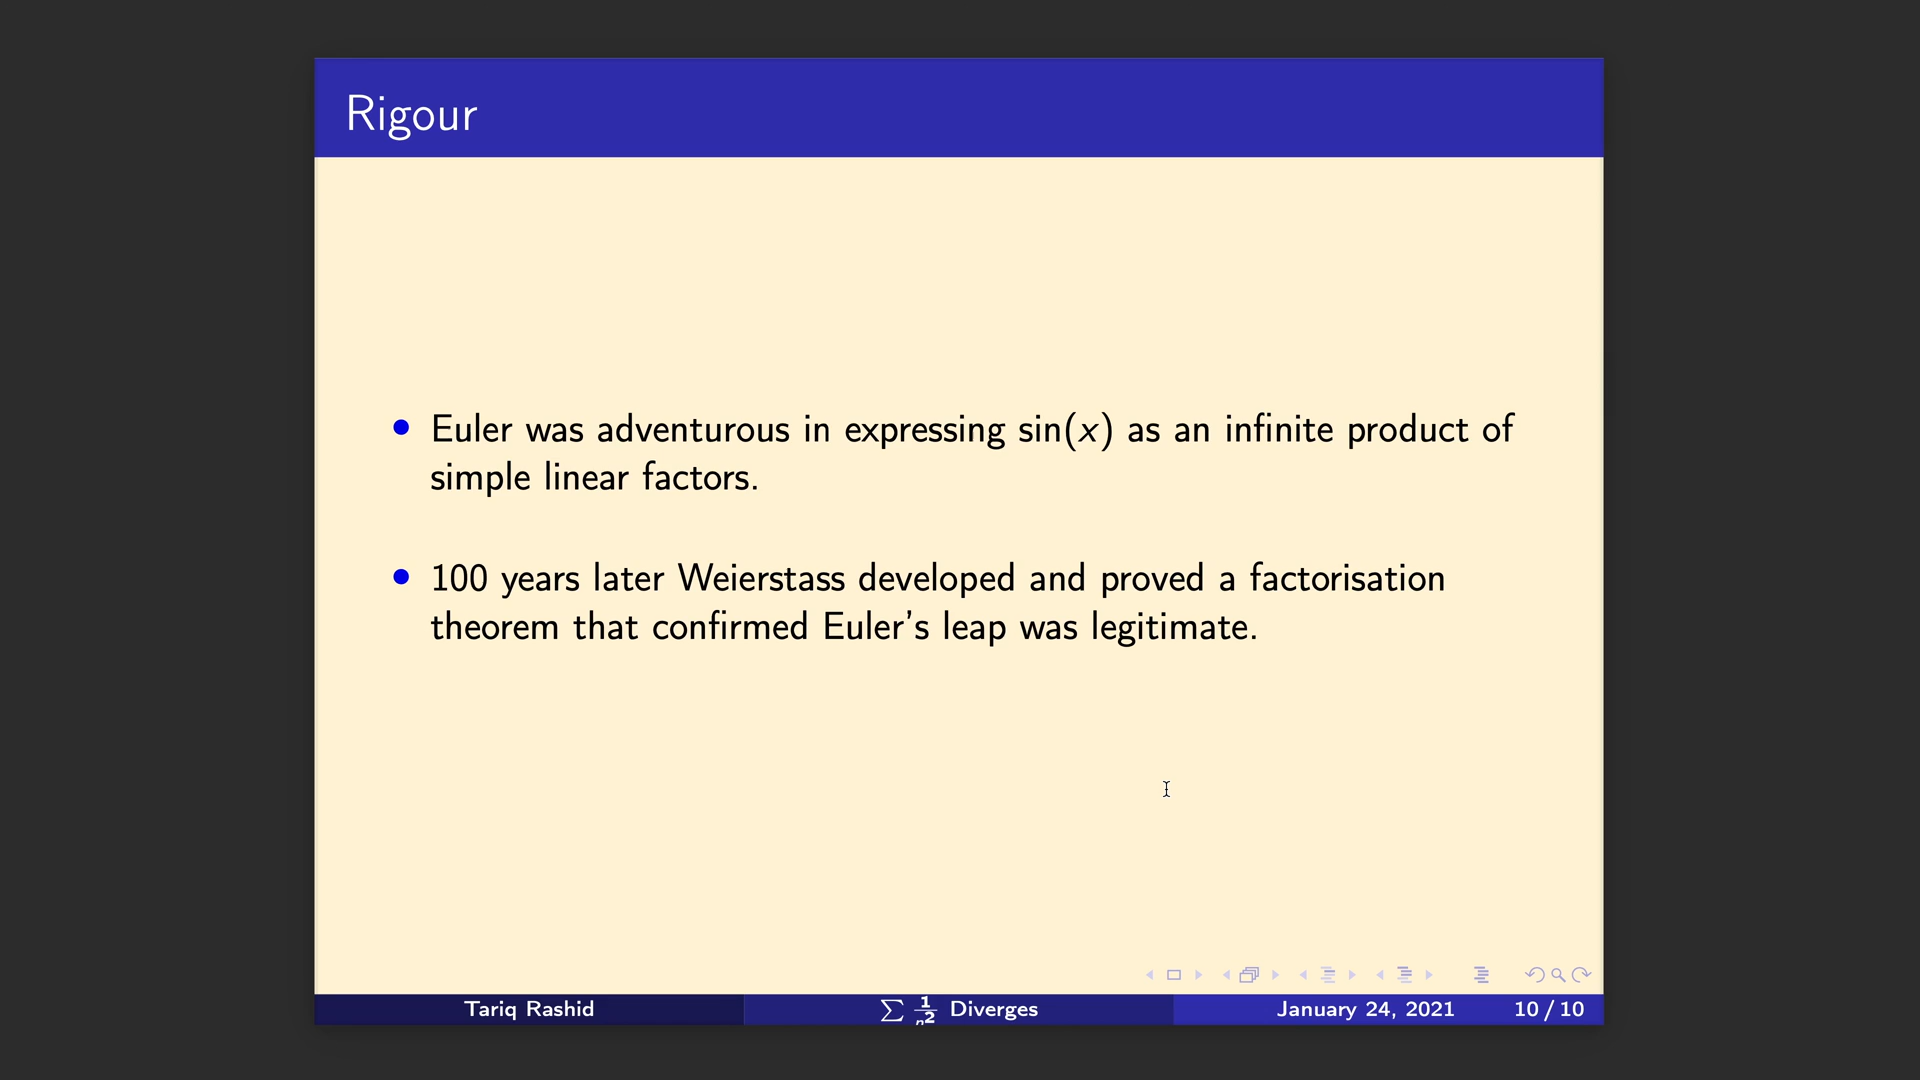 Rigour
• Euler was adventurous in expressing sin(x) as an infinite product of
simple linear factors.
• 100 years later Weierstass developed and proved a factorisation
theorem that confirmed Euler's leap was legitimate.
Tariq Rashid
∑ 1/n² Diverges
January 24, 2021
10 / 10